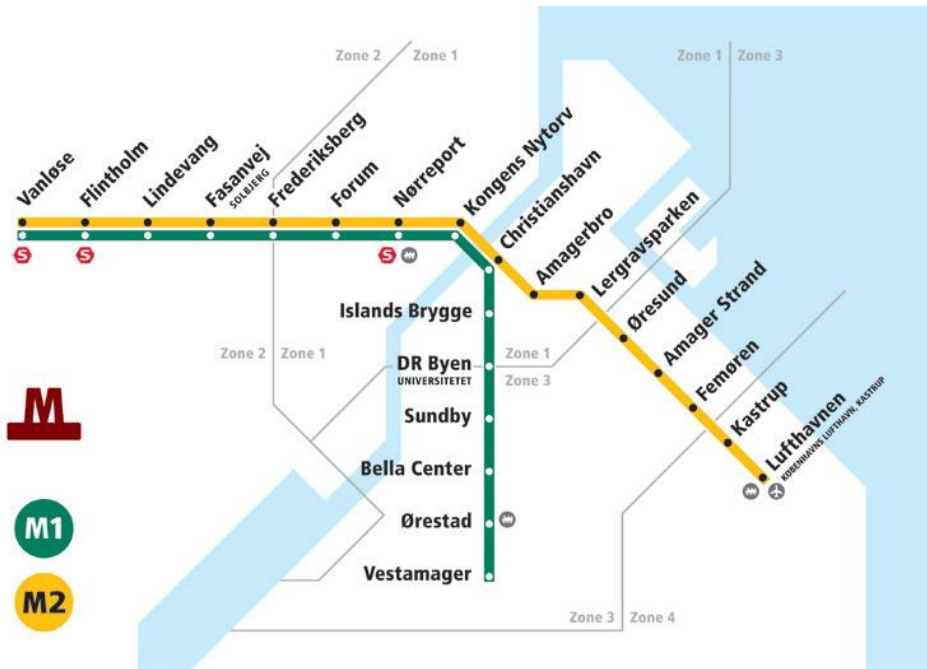 Zone 2
Zone 1
Zone 1
Zone 3
Vanløse
Flintholm
Lindevang
Fasanvej
SOLBJERG
Frederiksberg
Forum
Nørreport
Kongens Nytorv
Christianshavn
Amagerbro
Lergravsparken
Øresund
Amager Strand
Femøren
Kastrup
Lufthavnen
KØBENHAVNS LUFTHAVN, KASTRUP
S
S
S
Islands Brygge
Zone 2
Zone 1
DR Byen
UNIVERSITETET
Zone 1
Zone 3
Sundby
Bella Center
Ørestad
Vestamager
M
M1
M2
Zone 3
Zone 4